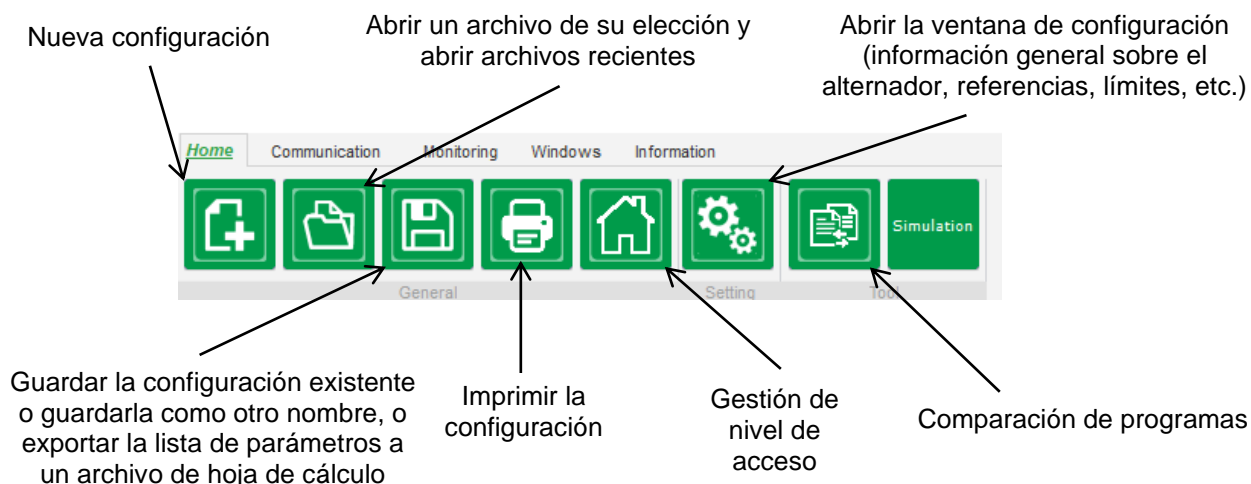 Nueva configuración
Abrir un archivo de su elección y
abrir archivos recientes
Abrir la ventana de configuración
(información general sobre el
alternador, referencias, límites, etc.)
Home Communication Monitoring Windows Information
Simulation
General Setting Tool
Guardar la configuración existente
o guardarla como otro nombre, o
exportar la lista de parámetros a
un archivo de hoja de cálculo
Imprimir la
configuración
Gestión de
nivel de
acceso
Comparación de programas